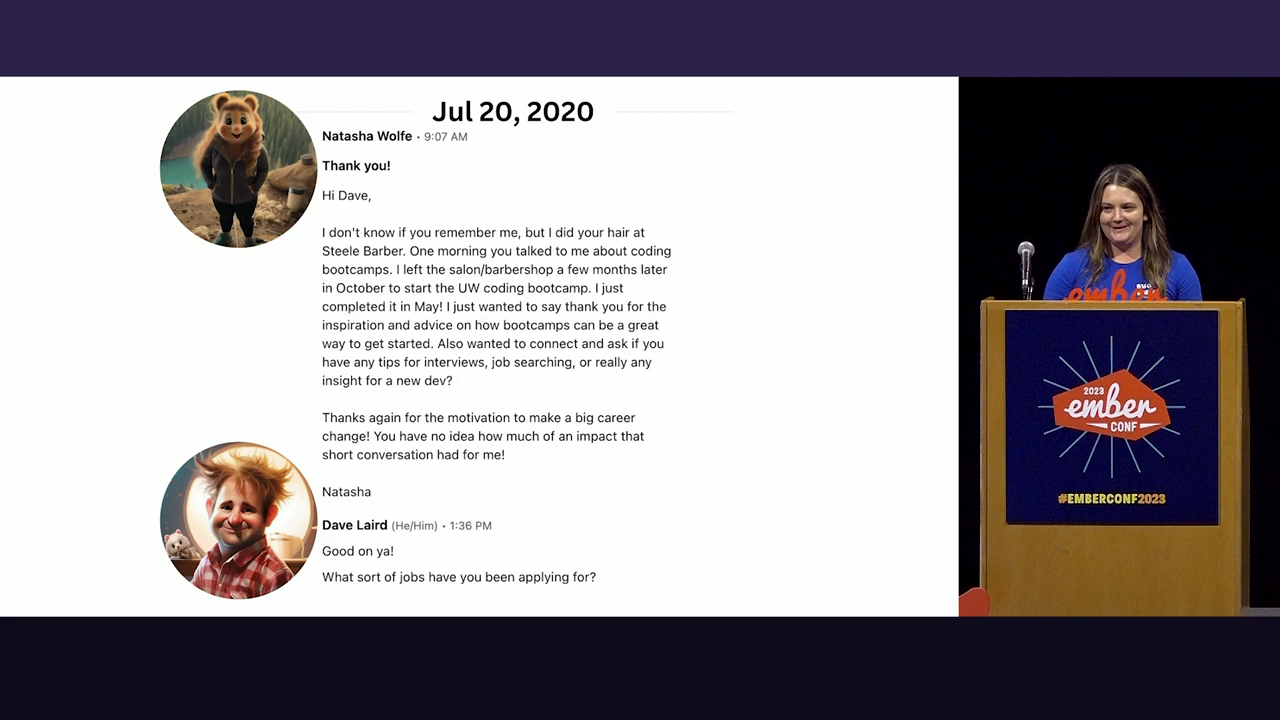 Jul 20, 2020
Natasha Wolfe • 9:07 AM
Thank you!
Hi Dave,
I don't know if you remember me, but I did your hair at
Steele Barber. One morning you talked to me about coding
bootcamps. I left the salon/barbershop a few months later
in October to start the UW coding bootcamp. I just
completed it in May! I just wanted to say thank you for the
inspiration and advice on how bootcamps can be a great
way to get started. Also wanted to connect and ask if you
have any tips for interviews, job searching, or really any
insight for a new dev?
Thanks again for the motivation to make a big career
change! You have no idea how much of an impact that
short conversation had for me!
Natasha
Dave Laird (He/Him) • 1:36 PM
Good on ya!
What sort of jobs have you been applying for?
ember
2023
ember
CONF
#EMBERCONF2023